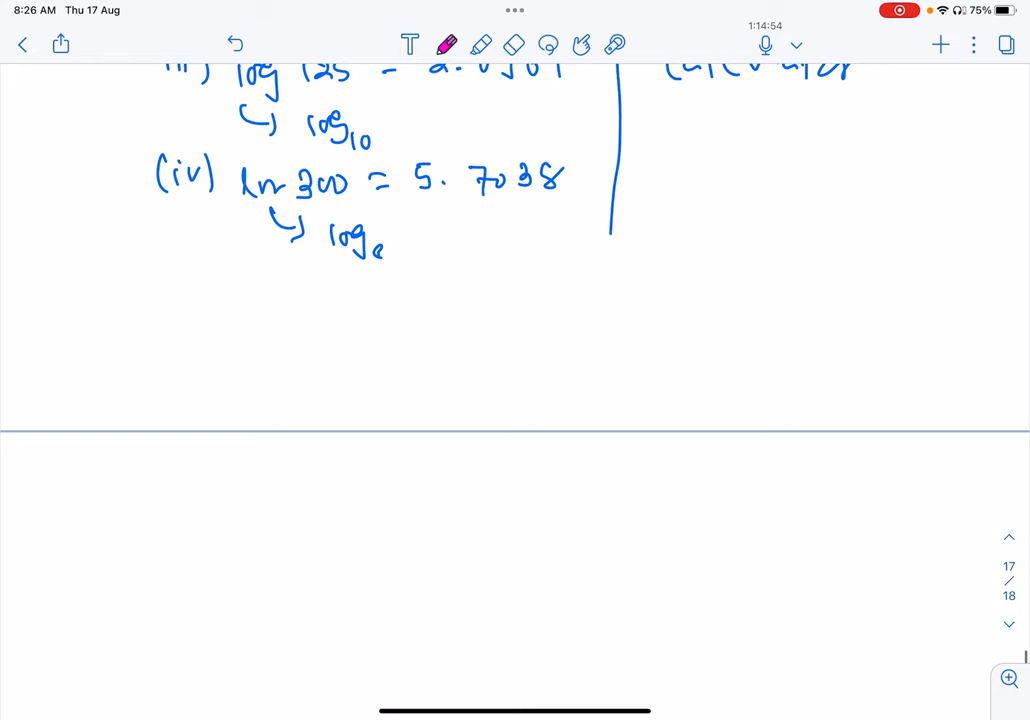 8:26 AM Thu 17 Aug
75%
1:14:54
T
log 125 =
log10
(iv) ln 300 = 5.7038
loge
17
/
18